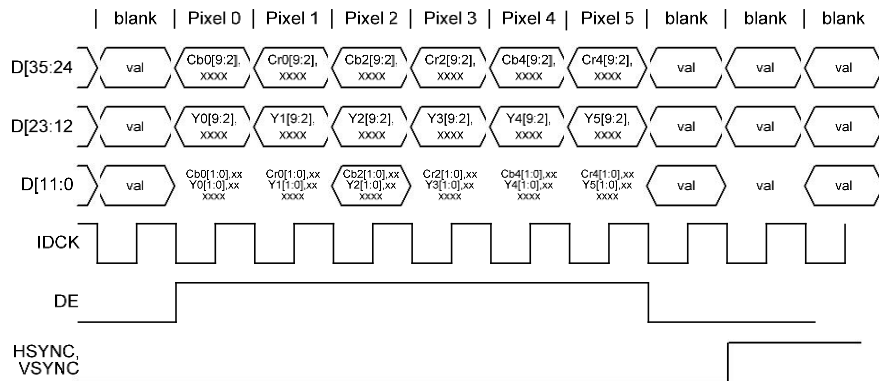 | blank | Pixel 0 | Pixel 1 | Pixel 2 | Pixel 3 | Pixel 4 | Pixel 5 | blank | blank | blank
D[35:24 val Cb0[9:2]], Cr0[9:2], Cb2[9:2], Cr2[9:2], Cb4[9:2], Cr4[9:2], val val val
xxxx xxxx xxxx xxxx xxxx xxxx
D[23:12 val Y0[9:2], Y1[9:2], Y2[9:2], Y3[9:2], Y4[9:2], Y5[9:2], val val val
xxxx xxxx xxxx xxxx xxxx xxxx
Cb0[1:0],xx Cr0[1:0],xx Cb2[1:0],xx Cr2[1:0],xx Cb4[1:0],xx Cr4[1:0],xx
D[11:0 val Y0[1:0],xx Y1[1:0],xx Y2[1:0],xx Y3[1:0],xx Y4[1:0],xx Y5[1:0],xx val val val
xxxx xxxx xxxx xxxx xxxx xxxx
IDCK
DE
HSYNC,
VSYNC